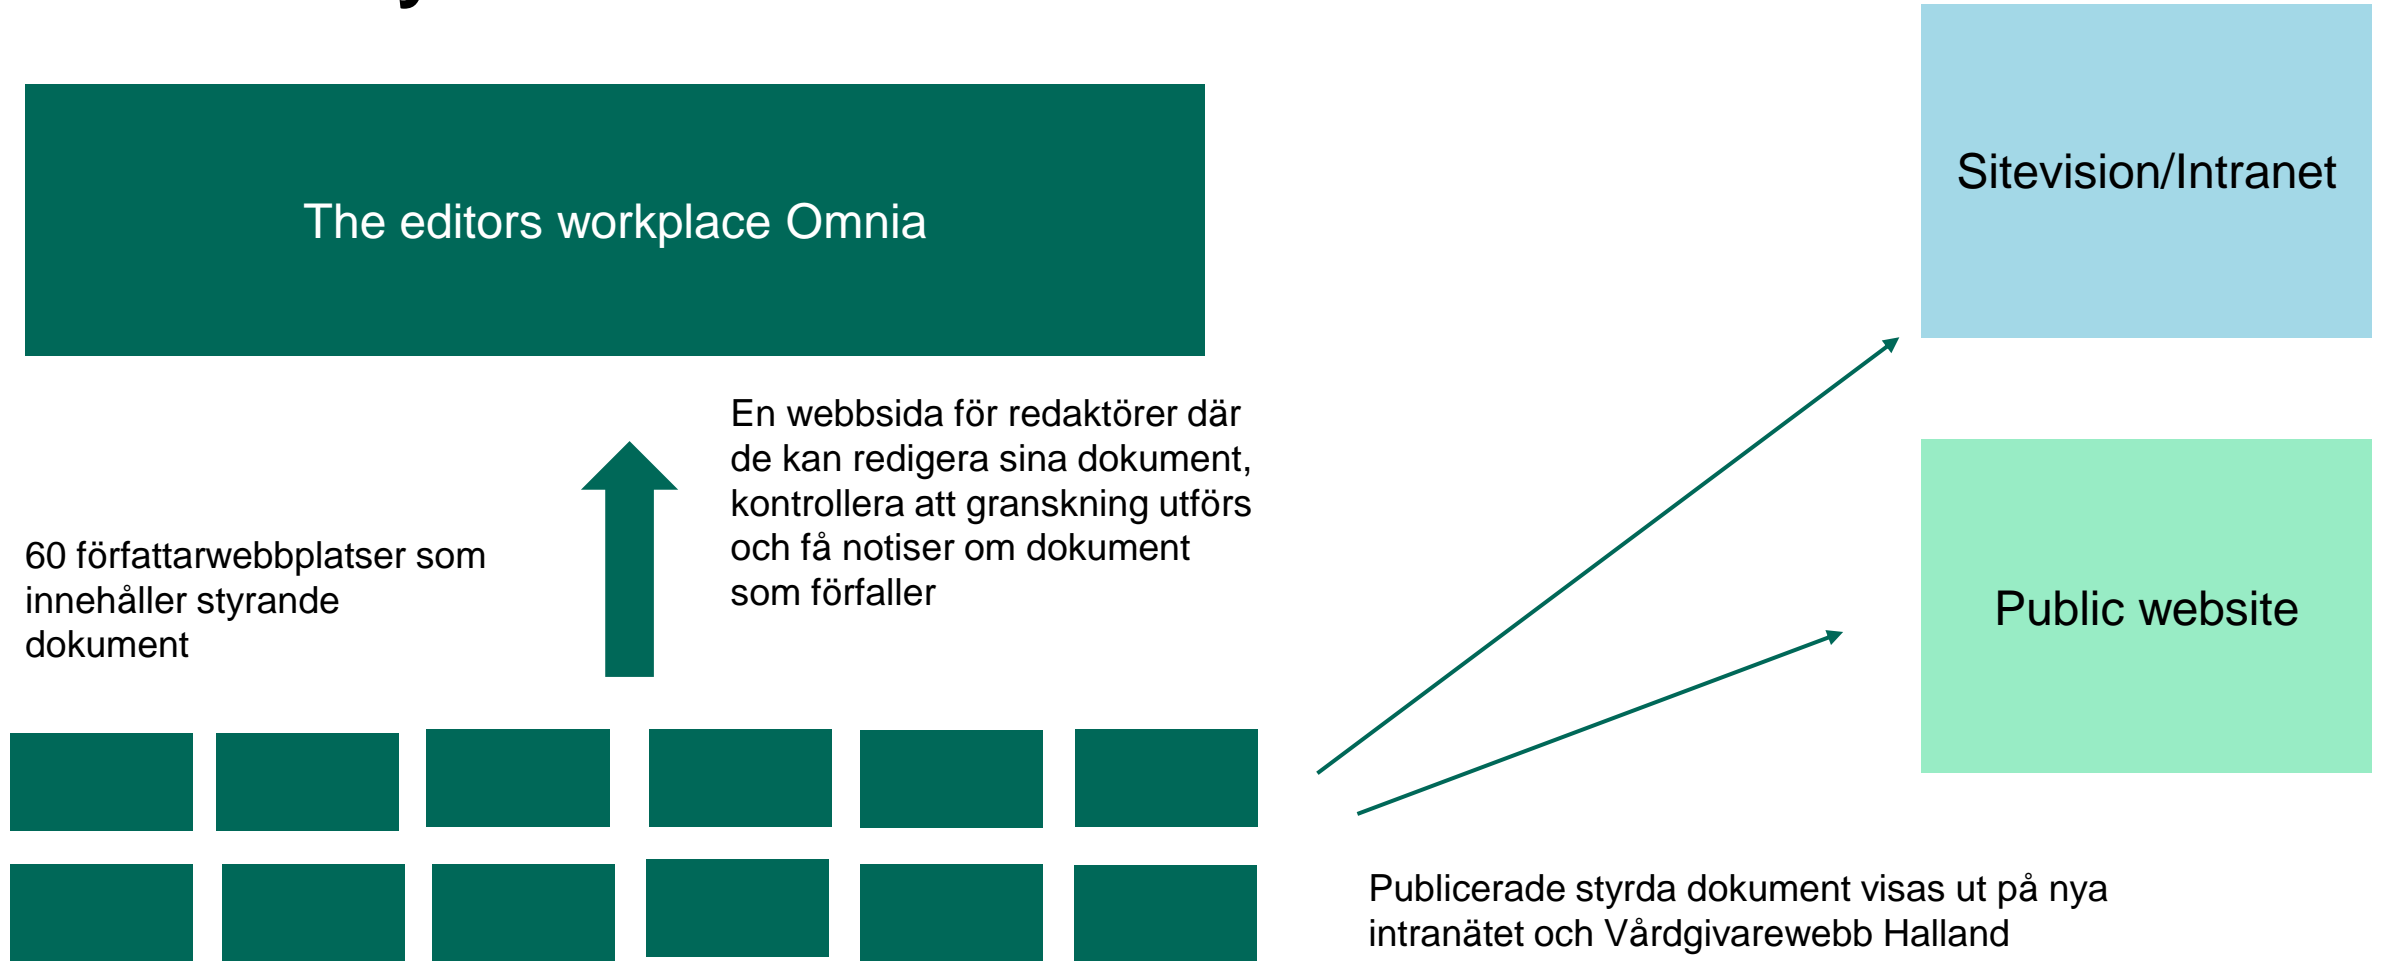 The editors workplace Omnia
Sitevision/Intranet
En webbsida för redaktörer där
de kan redigera sina dokument,
kontrollera att granskning utförs
och få notiser om dokument
som förfaller
60 författarwebbplatser som
innehåller styrande
dokument
Public website
Publicerade styrda dokument visas ut på nya
intranätet och Vårdgivarewebb Halland